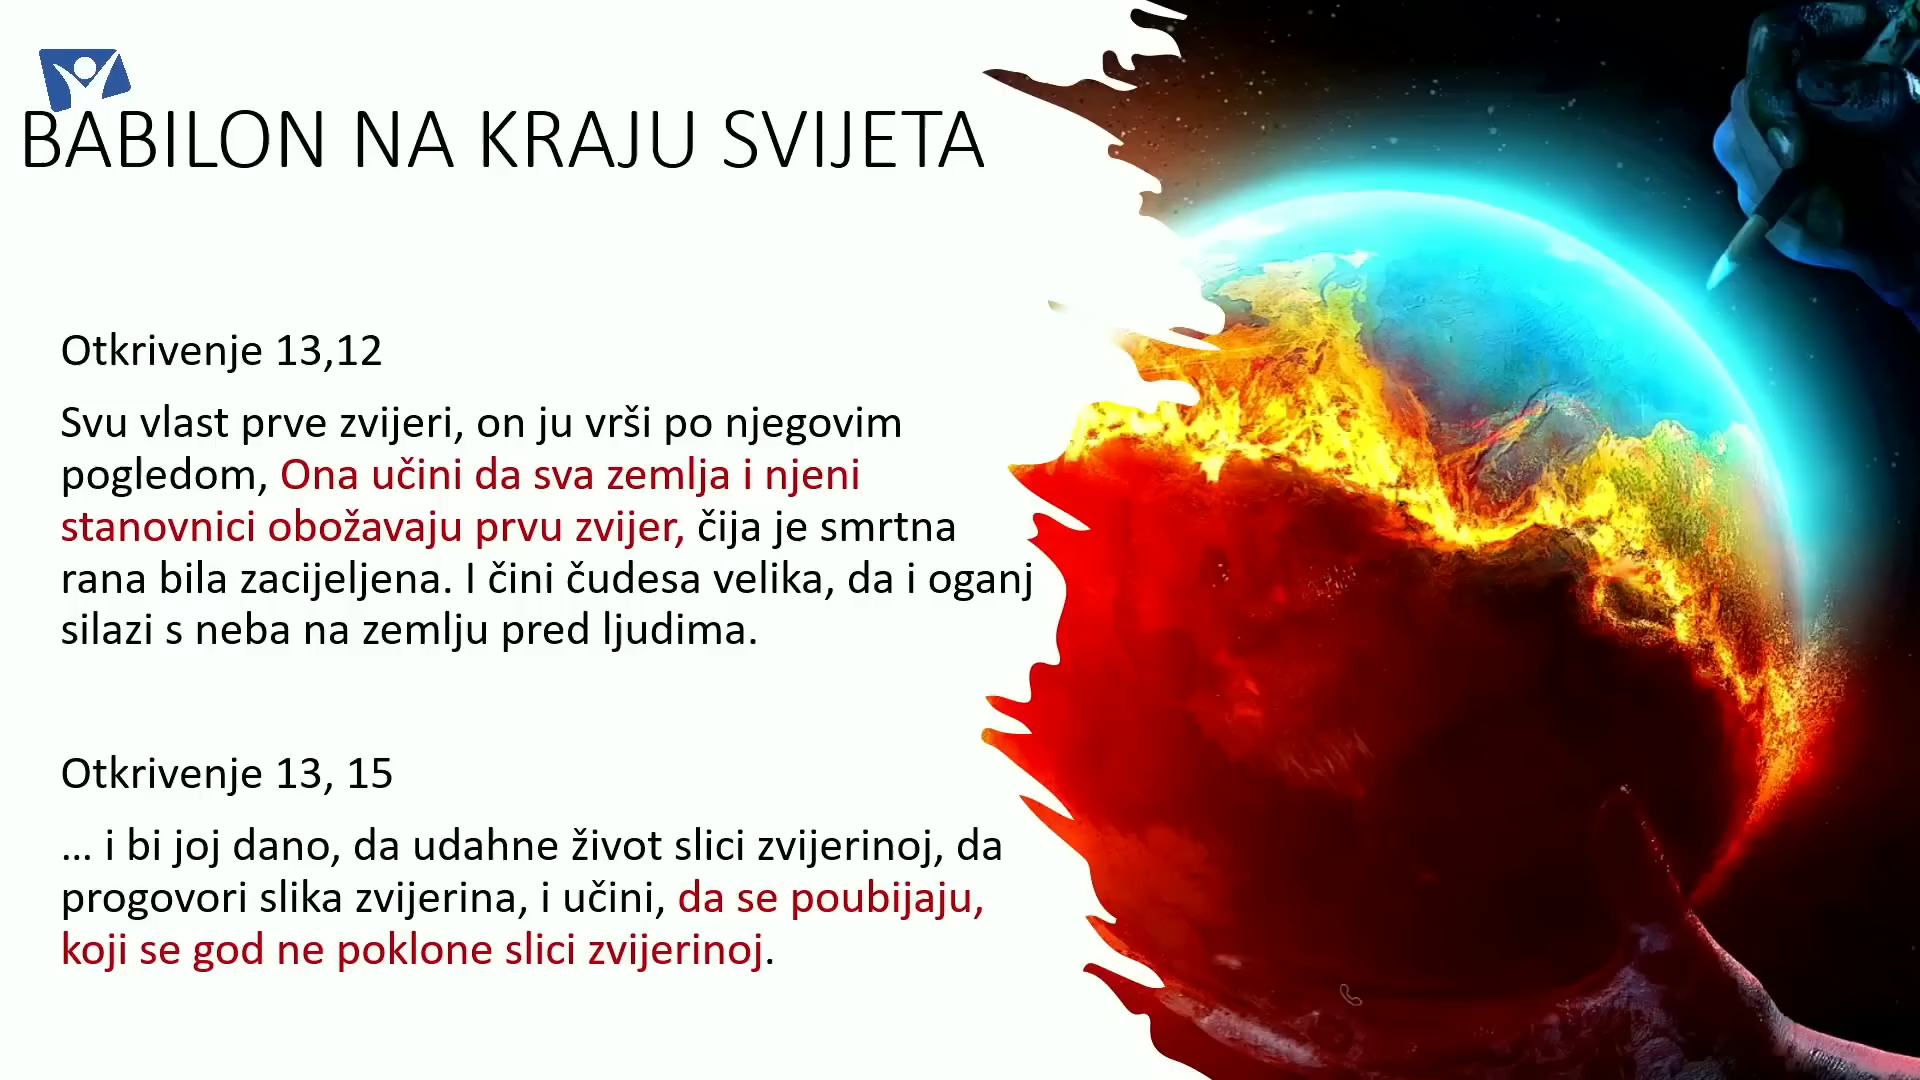 BABILON NA KRAJU SVIJETA
Otkrivenje 13,12
Svu vlast prve zvijeri, on ju vrši po njegovim
pogledom, Ona učini da sva zemlja i njeni
stanovnici obožavaju prvu zvijer, čija je smrtna
rana bila zacijeljena. I čini čudesa velika, da i oganj
silazi s neba na zemlju pred ljudima.
Otkrivenje 13, 15
... i bi joj dano, da udahne život slici zvijerinoj, da
progovori slika zvijerina, i učini, da se poubijaju,
koji se god ne poklone slici zvijerinoj.